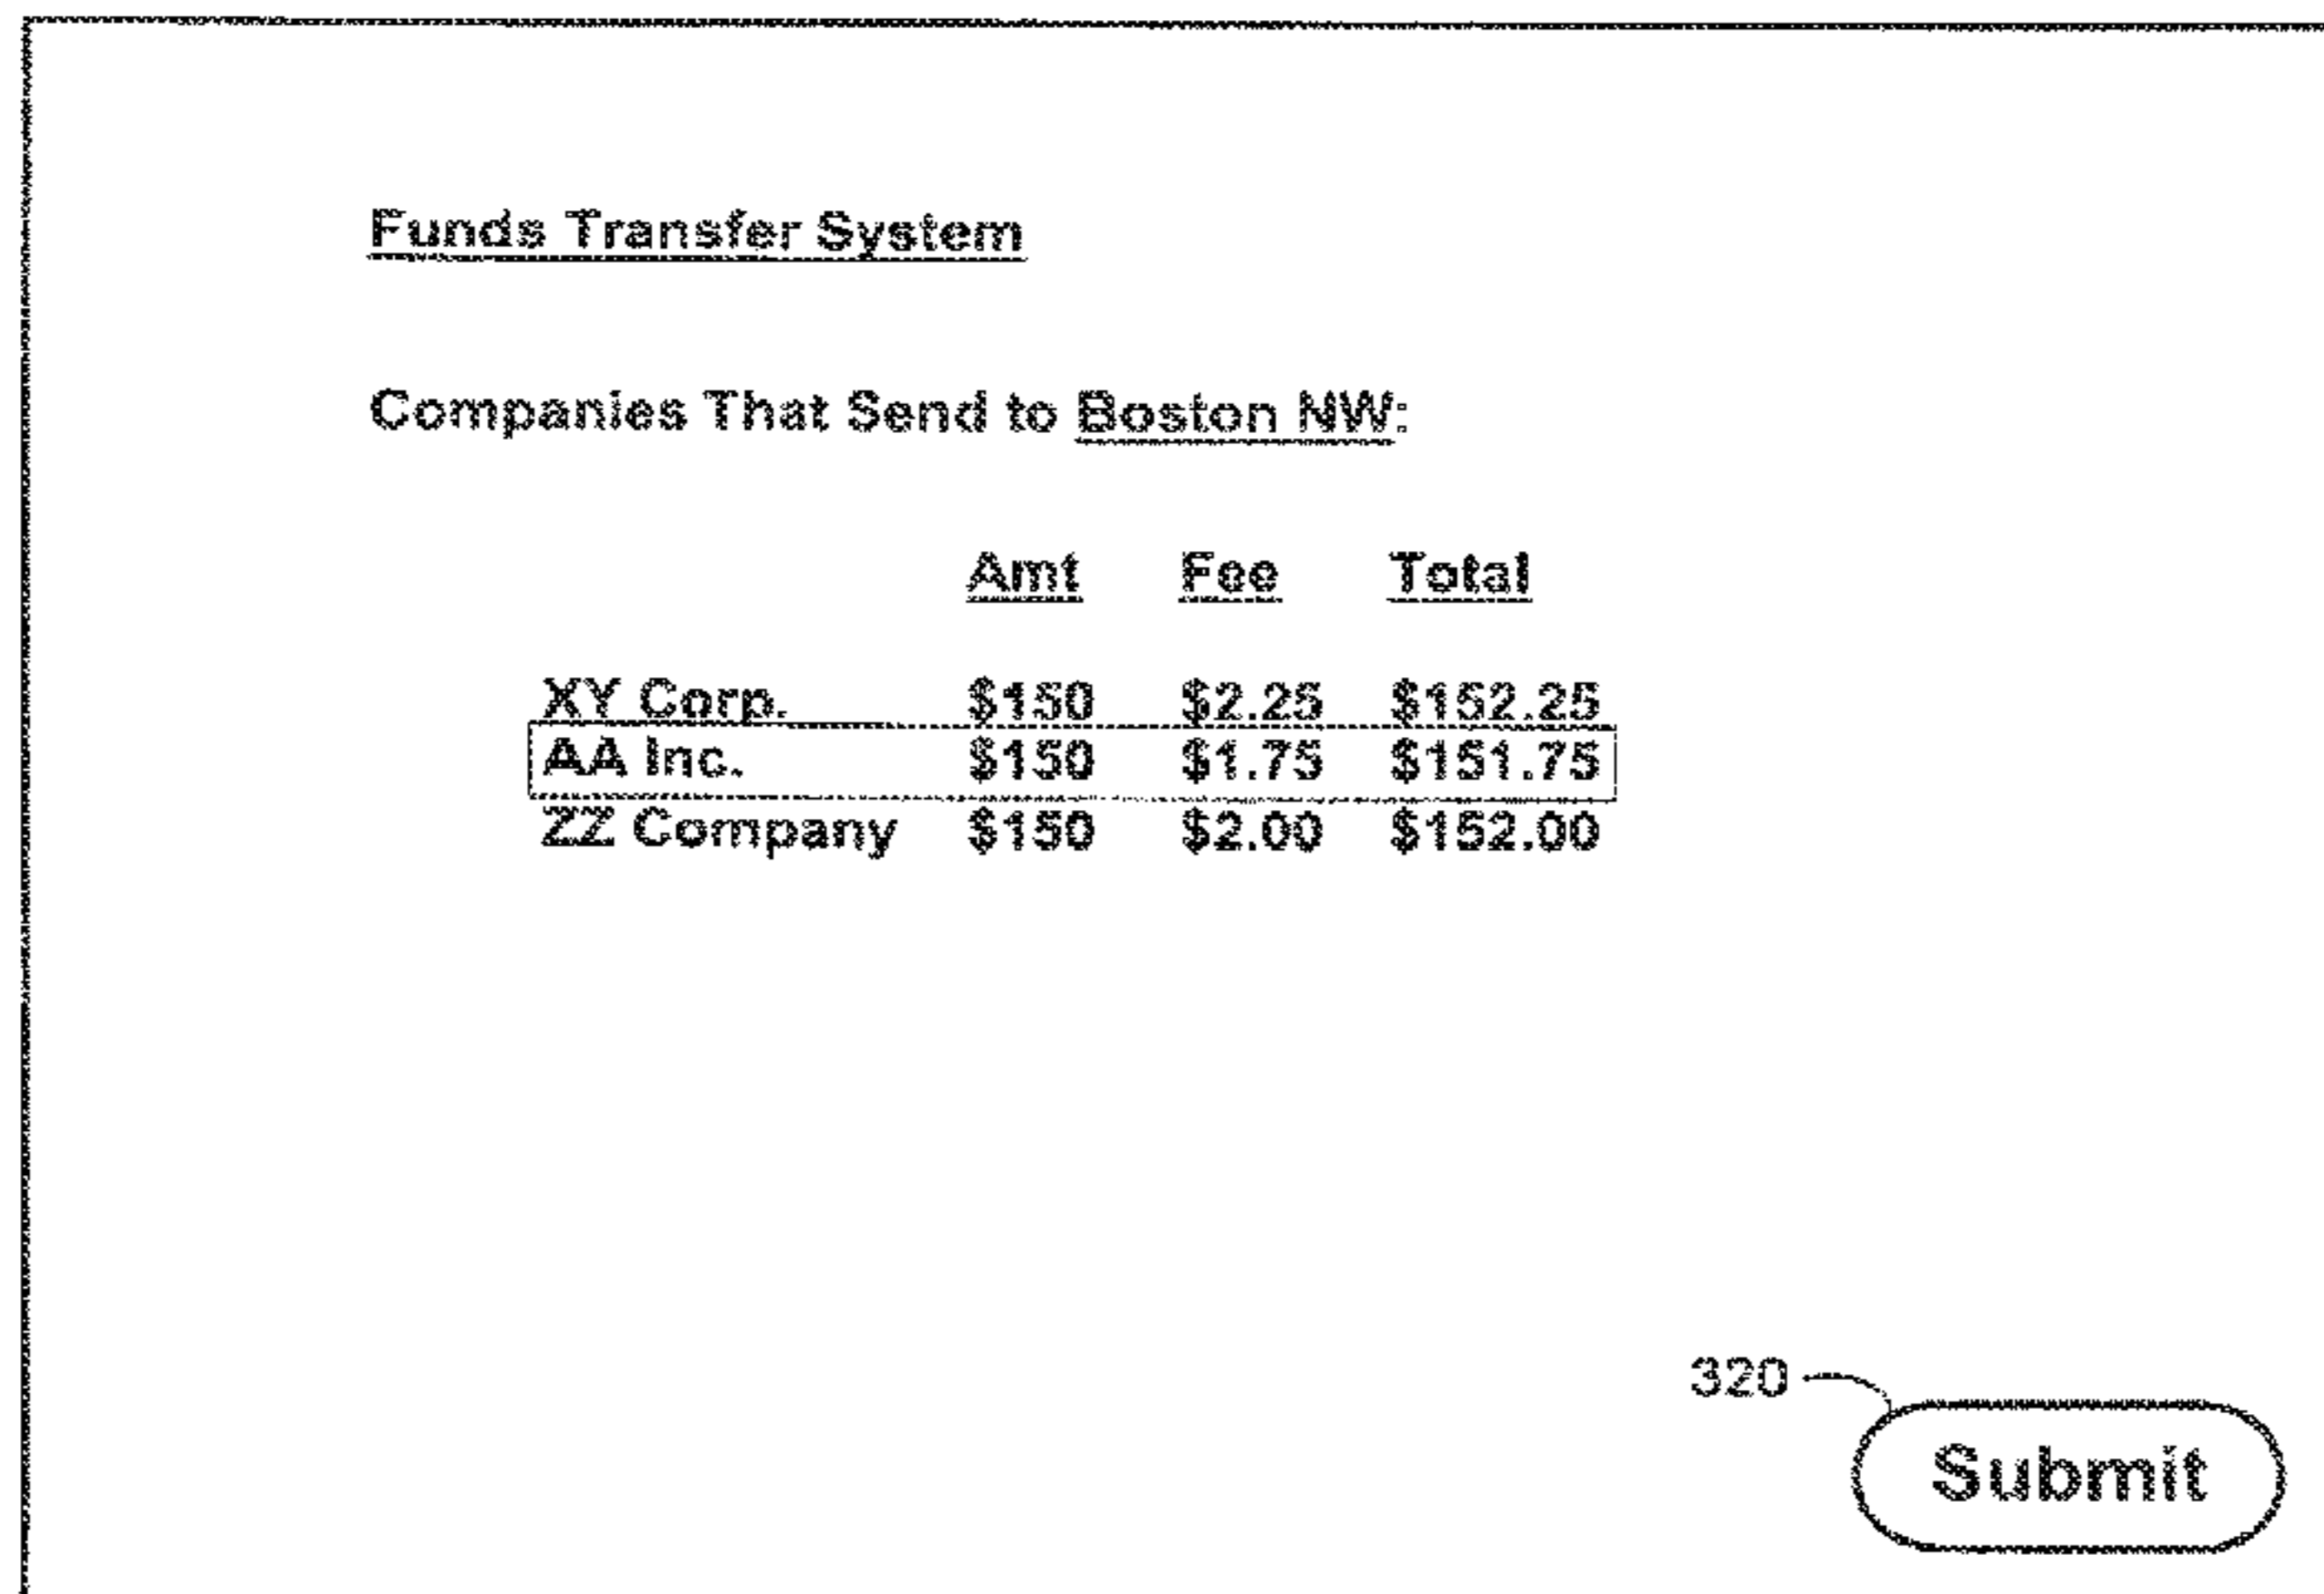 Funds Transfer System
Companies That Send to Boston NW:
Amt Fee Total
XY Corp. $150 $2.25 $152.25
AA Inc. $150 $1.75 $151.75
ZZ Company $150 $2.00 $152.00
320
Submit